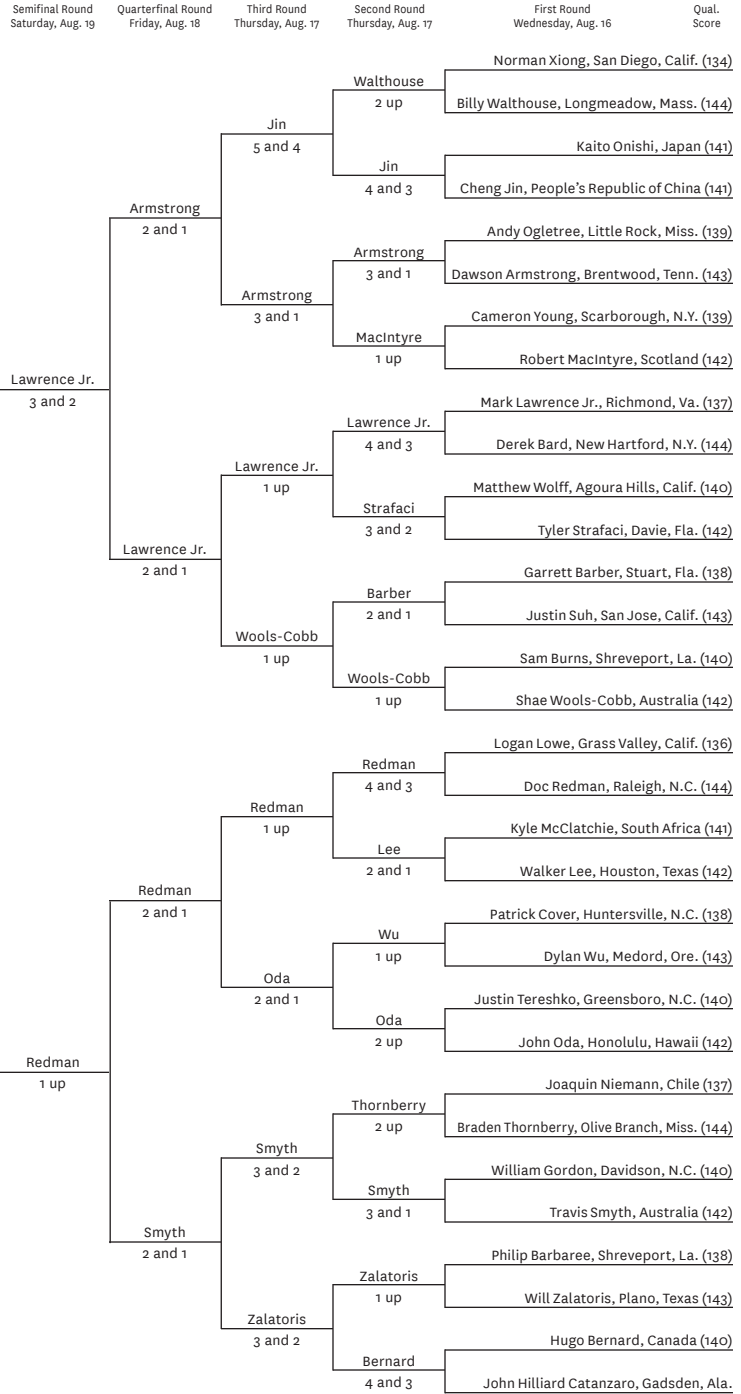 Semifinal Round
Saturday, Aug. 19
Quarterfinal Round
Friday, Aug. 18
Third Round
Thursday, Aug. 17
Second Round
Thursday, Aug. 17
First Round
Wednesday, Aug. 16
Qual.
Score
Norman Xiong, San Diego, Calif. (134)
Walthouse
2 up
Billy Walthouse, Longmeadow, Mass. (144)
Jin
5 and 4
Kaito Onishi, Japan (141)
Jin
4 and 3
Cheng Jin, People's Republic of China (141)
Armstrong
2 and 1
Andy Ogletree, Little Rock, Miss. (139)
Armstrong
3 and 1
Dawson Armstrong, Brentwood, Tenn. (143)
Armstrong
3 and 1
Cameron Young, Scarborough, N.Y. (139)
MacIntyre
1 up
Robert MacIntyre, Scotland (142)
Lawrence Jr.
3 and 2
Mark Lawrence Jr., Richmond, Va. (137)
Lawrence Jr.
4 and 3
Derek Bard, New Hartford, N.Y. (144)
Lawrence Jr.
1 up
Matthew Wolff, Agoura Hills, Calif. (140)
Strafaci
3 and 2
Tyler Strafaci, Davie, Fla. (142)
Lawrence Jr.
2 and 1
Garrett Barber, Stuart, Fla. (138)
Barber
2 and 1
Justin Suh, San Jose, Calif. (143)
Wools-Cobb
1 up
Sam Burns, Shreveport, La. (140)
Wools-Cobb
1 up
Shae Wools-Cobb, Australia (142)
Logan Lowe, Grass Valley, Calif. (136)
Redman
4 and 3
Doc Redman, Raleigh, N.C. (144)
Redman
1 up
Kyle McClatchie, South Africa (141)
Lee
2 and 1
Walker Lee, Houston, Texas (142)
Redman
2 and 1
Patrick Cover, Huntersville, N.C. (138)
Wu
1 up
Dylan Wu, Medord, Ore. (143)
Oda
2 and 1
Justin Tereshko, Greensboro, N.C. (140)
Oda
2 up
John Oda, Honolulu, Hawaii (142)
Redman
1 up
Joaquin Niemann, Chile (137)
Thornberry
2 up
Braden Thornberry, Olive Branch, Miss. (144)
Smyth
3 and 2
William Gordon, Davidson, N.C. (140)
Smyth
3 and 1
Travis Smyth, Australia (142)
Smyth
2 and 1
Philip Barbaree, Shreveport, La. (138)
Zalatoris
1 up
Will Zalatoris, Plano, Texas (143)
Zalatoris
3 and 2
Hugo Bernard, Canada (140)
Bernard
4 and 3
John Hilliard Catanzaro, Gadsden, Ala.